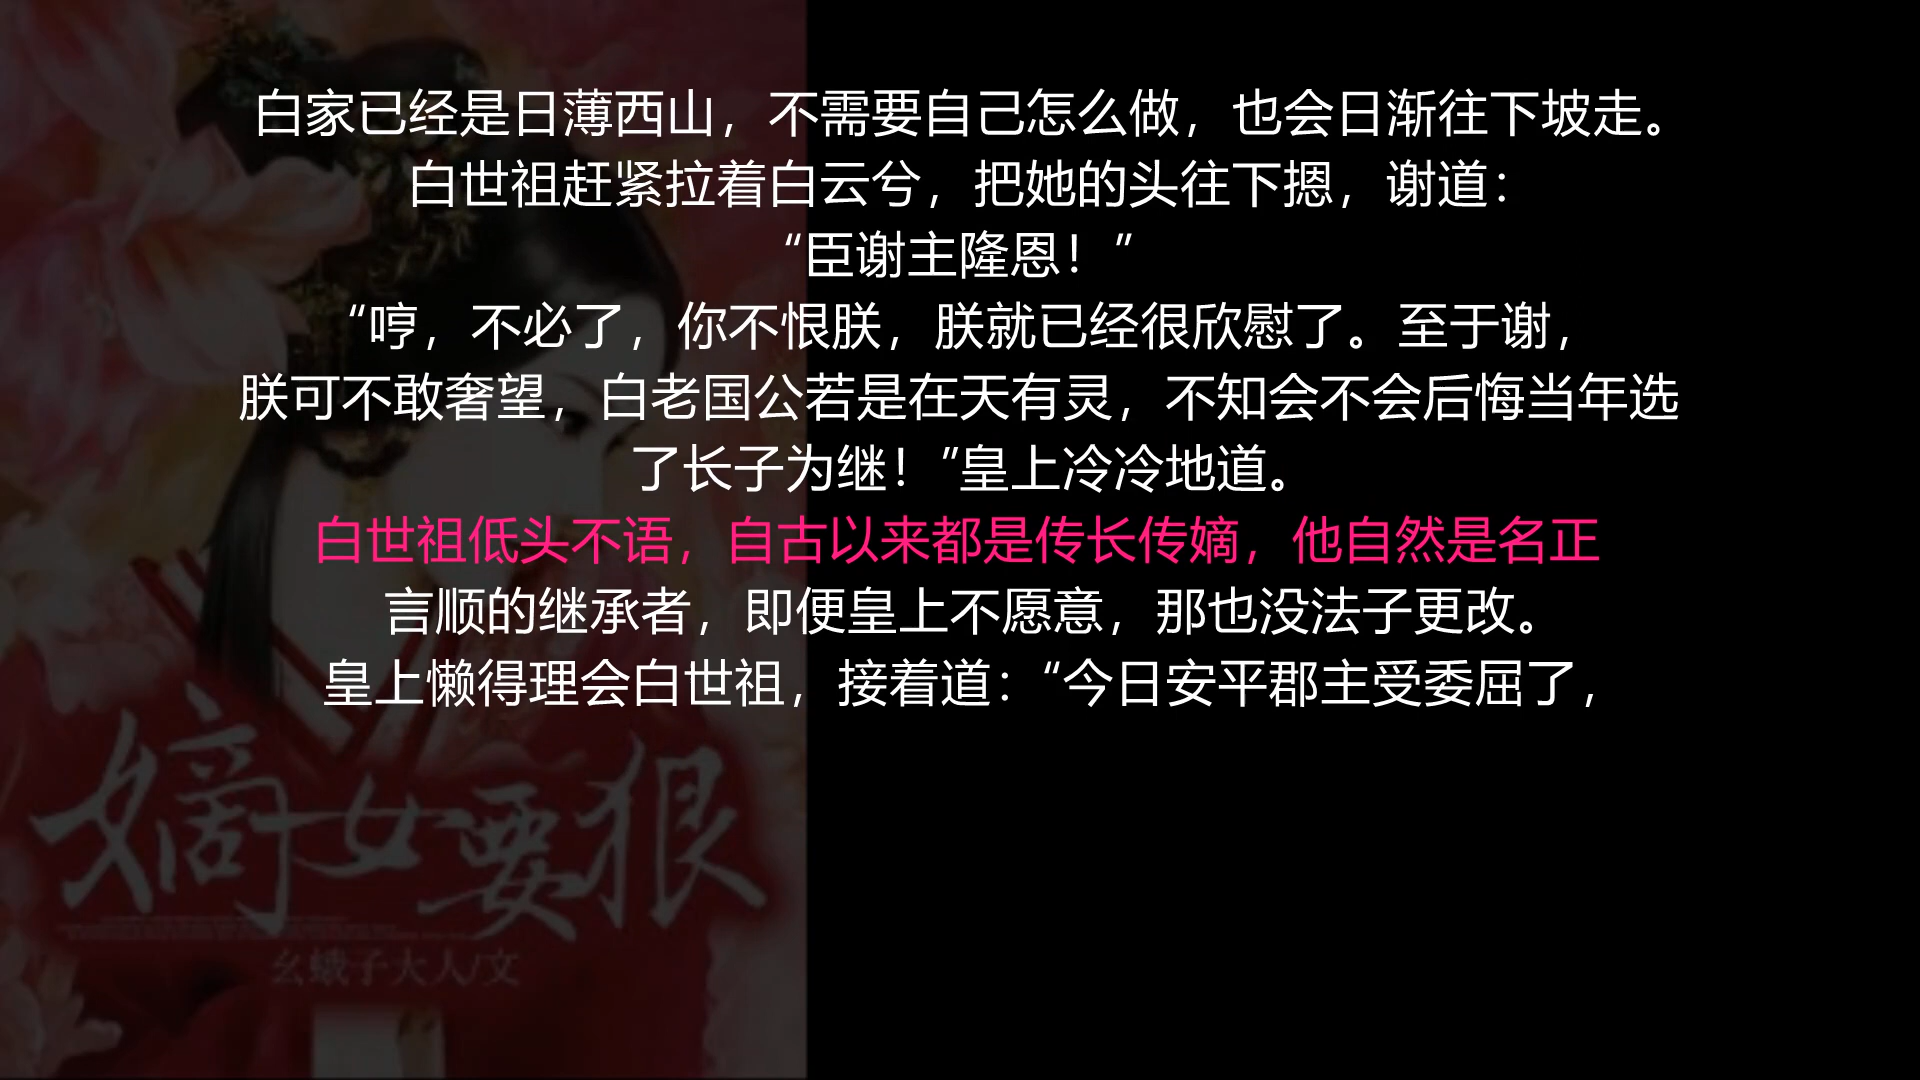 白家已经是日薄西山，不需要自己怎么做，也会日渐往下坡走。
白世祖赶紧拉着白云兮，把她的头往下摁，谢道：
“臣谢主隆恩！”
“哼，不必了，你不恨朕，朕就已经很欣慰了。至于谢，
朕可不敢奢望，白老国公若是在天有灵，不知会不会后悔当年选
了长子为继！”皇上冷冷地道。
白世祖低头不语，自古以来都是传长传嫡，他自然是名正
言顺的继承者，即便皇上不愿意，那也没法子更改。
皇上懒得理会白世祖，接着道：“今日安平郡主受委屈了，
嫡女要狠
幺蛾子大人/文